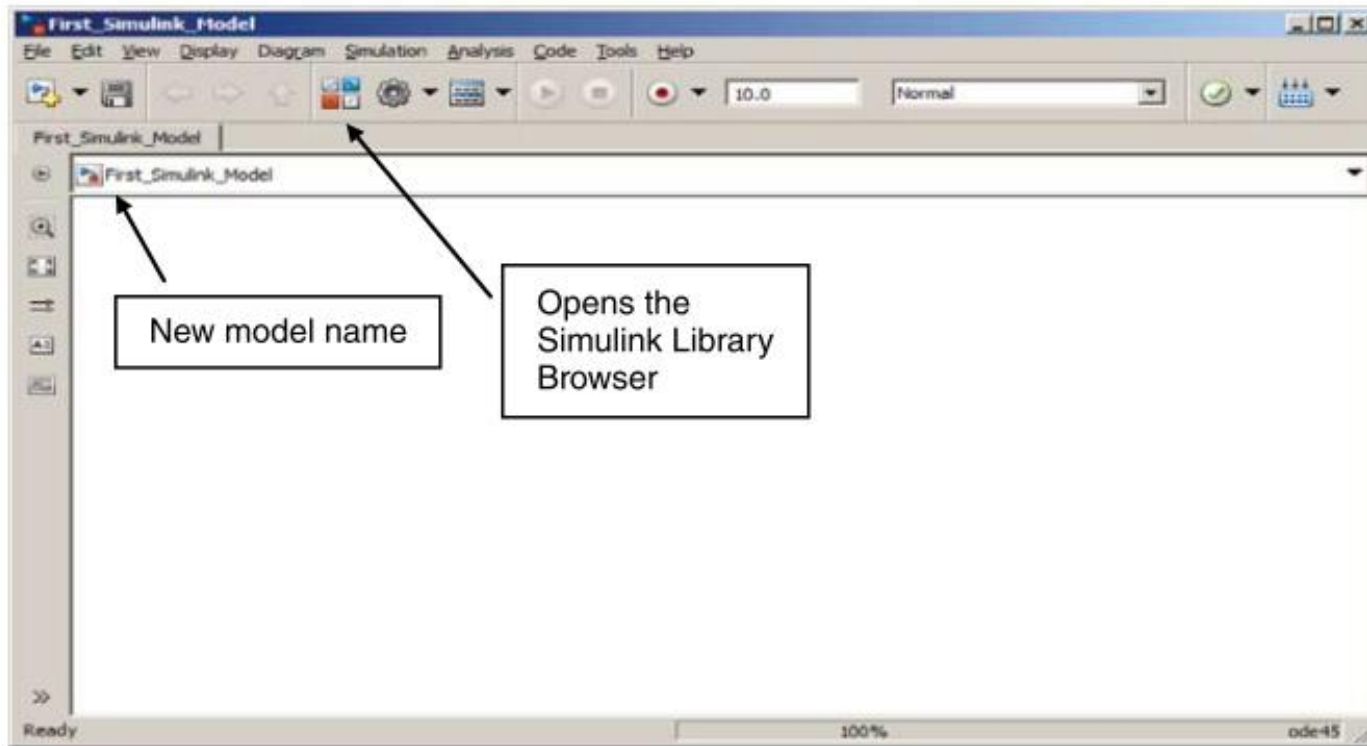 First_Simulink_Model
File Edit View Display Diagram Simulation Analysis Code Tools Help
10.0 Normal
First_Simulink_Model
First_Simulink_Model
New model name
Opens the
Simulink Library
Browser
Ready 100% ode45